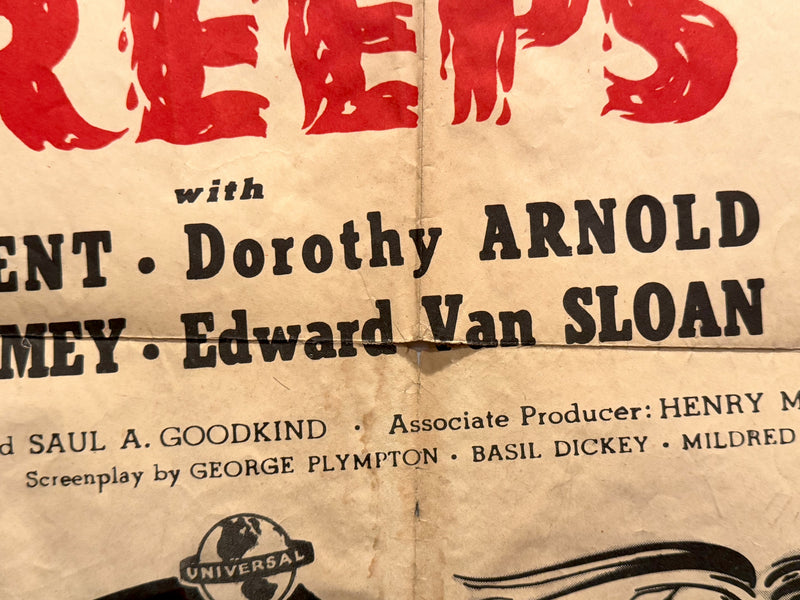 REEPS
with
ENT · Dorothy ARNOLD
MEY · Edward Van SLOAN
d SAUL A. GOODKIND · Associate Producer: HENRY M
Screenplay by GEORGE PLYMPTON · BASIL DICKEY · MILDRED
UNIVERSAL